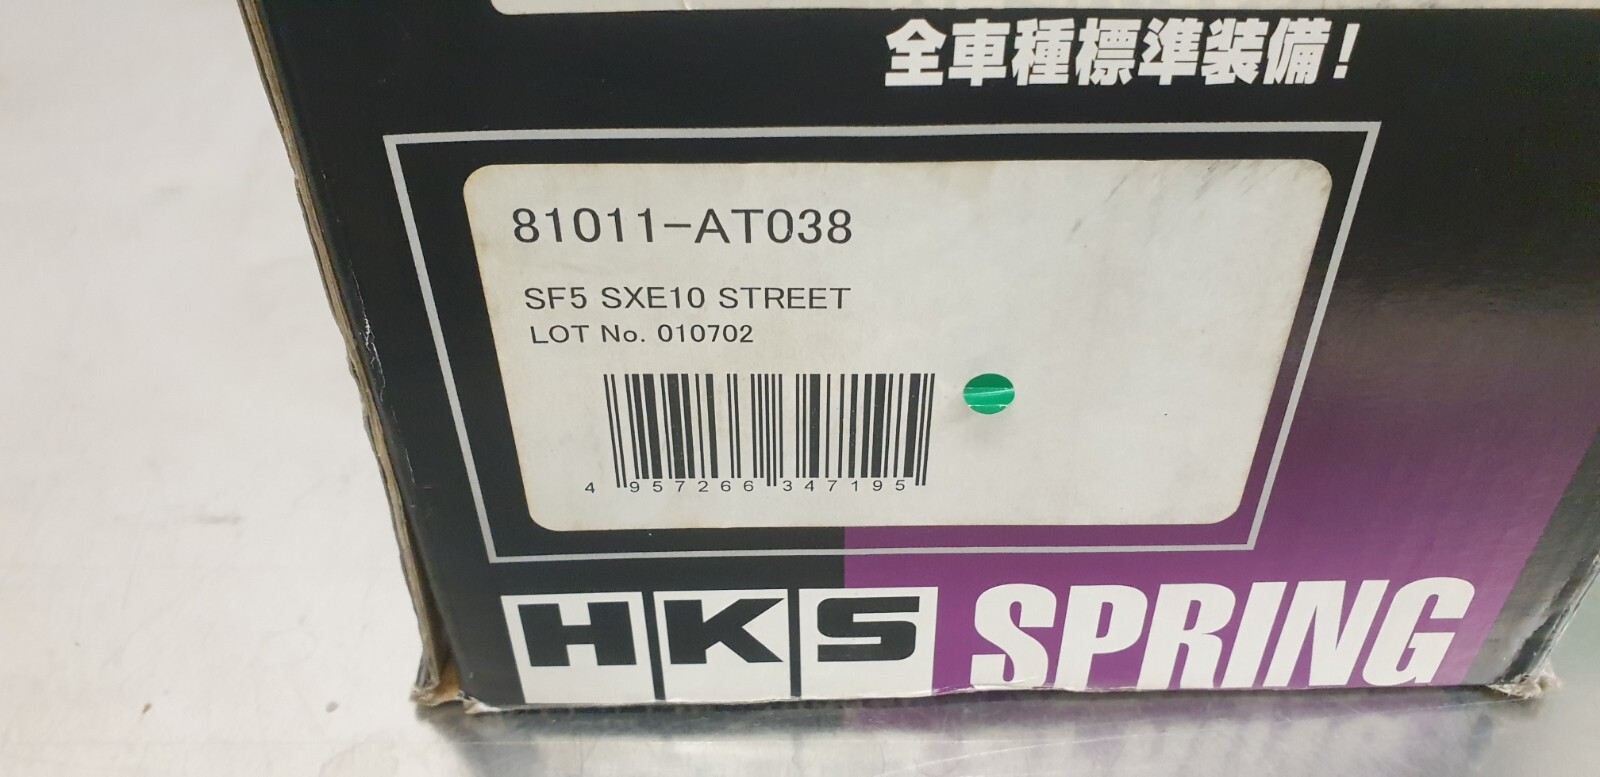 全車種標準装備!
81011-AT038
SF5 SXE10 STREET
LOT No. 010702
4 957266 347195
HKS SPRING